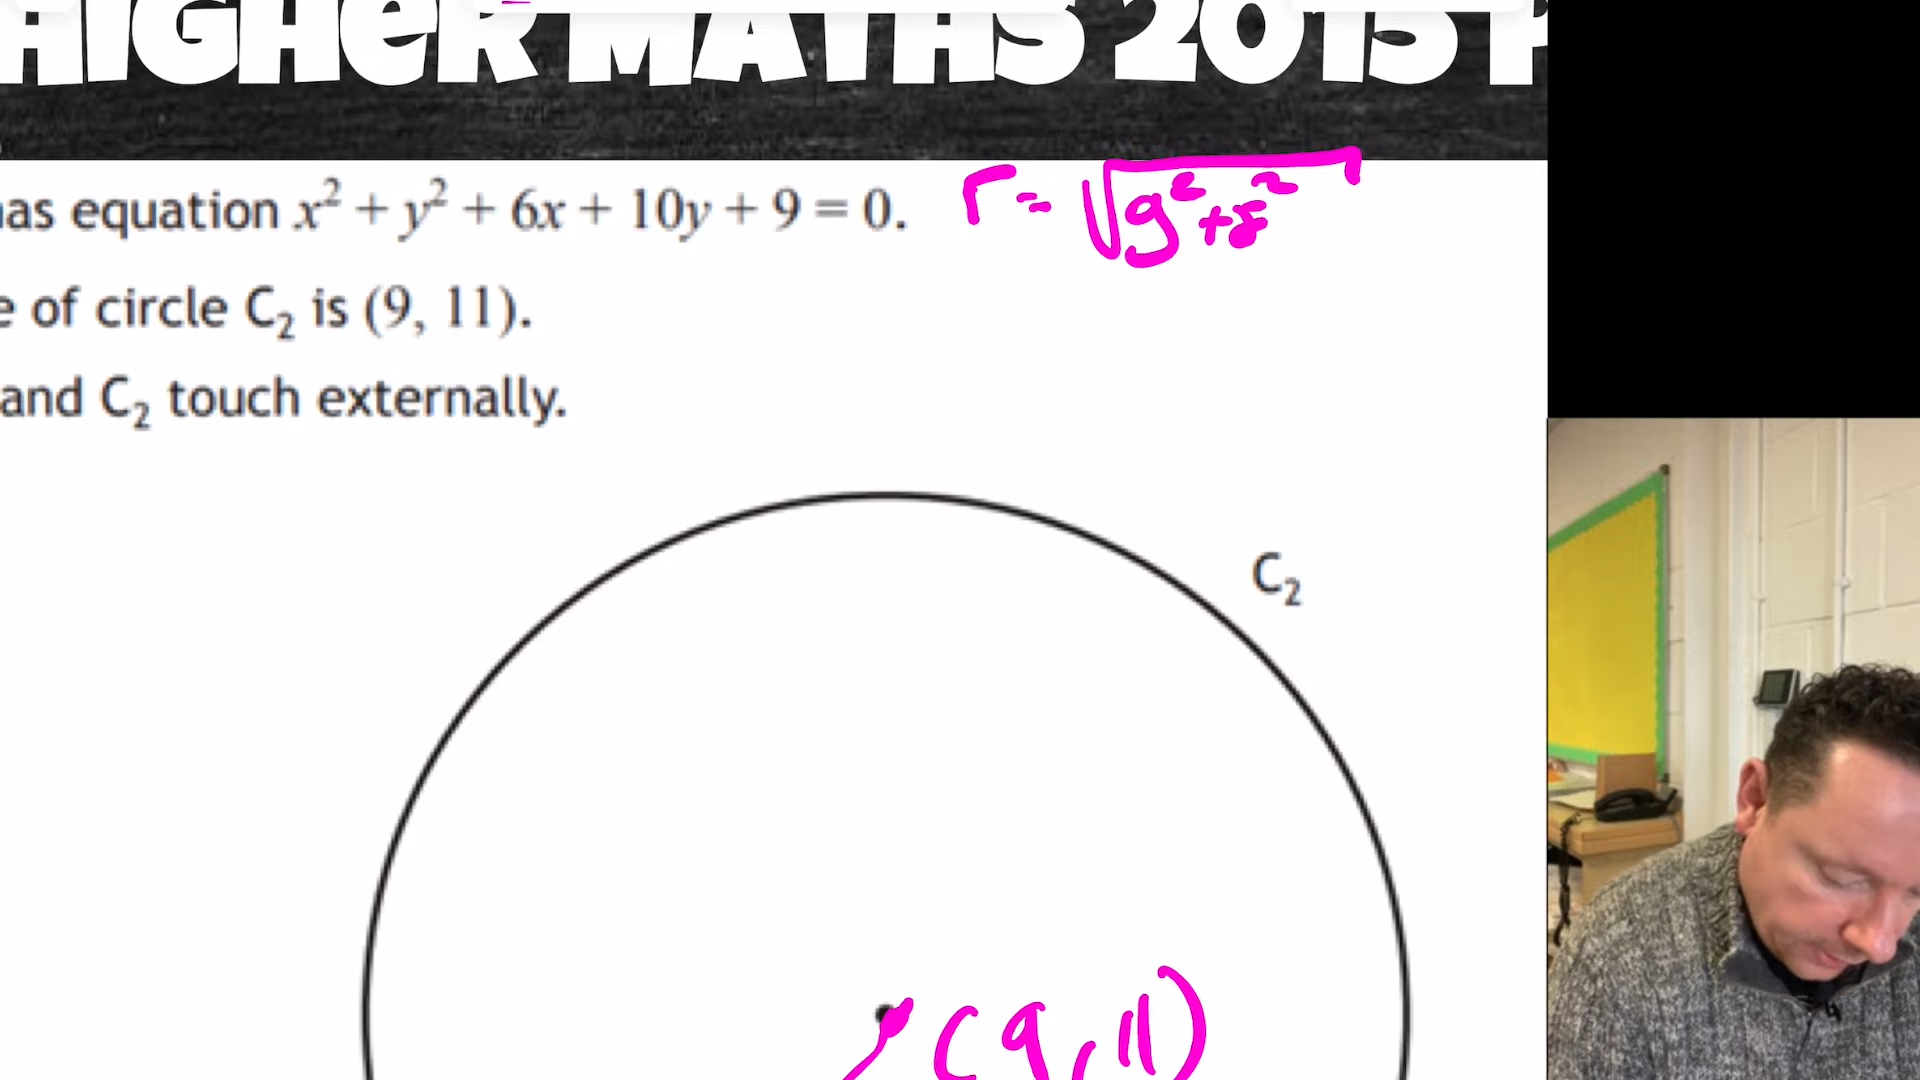 HIGHER MATHS 2015 P
has equation x² + y² + 6x + 10y + 9 = 0. r = √g² + f²
e of circle C₂ is (9, 11).
and C₂ touch externally.
C₂
(9, 11)